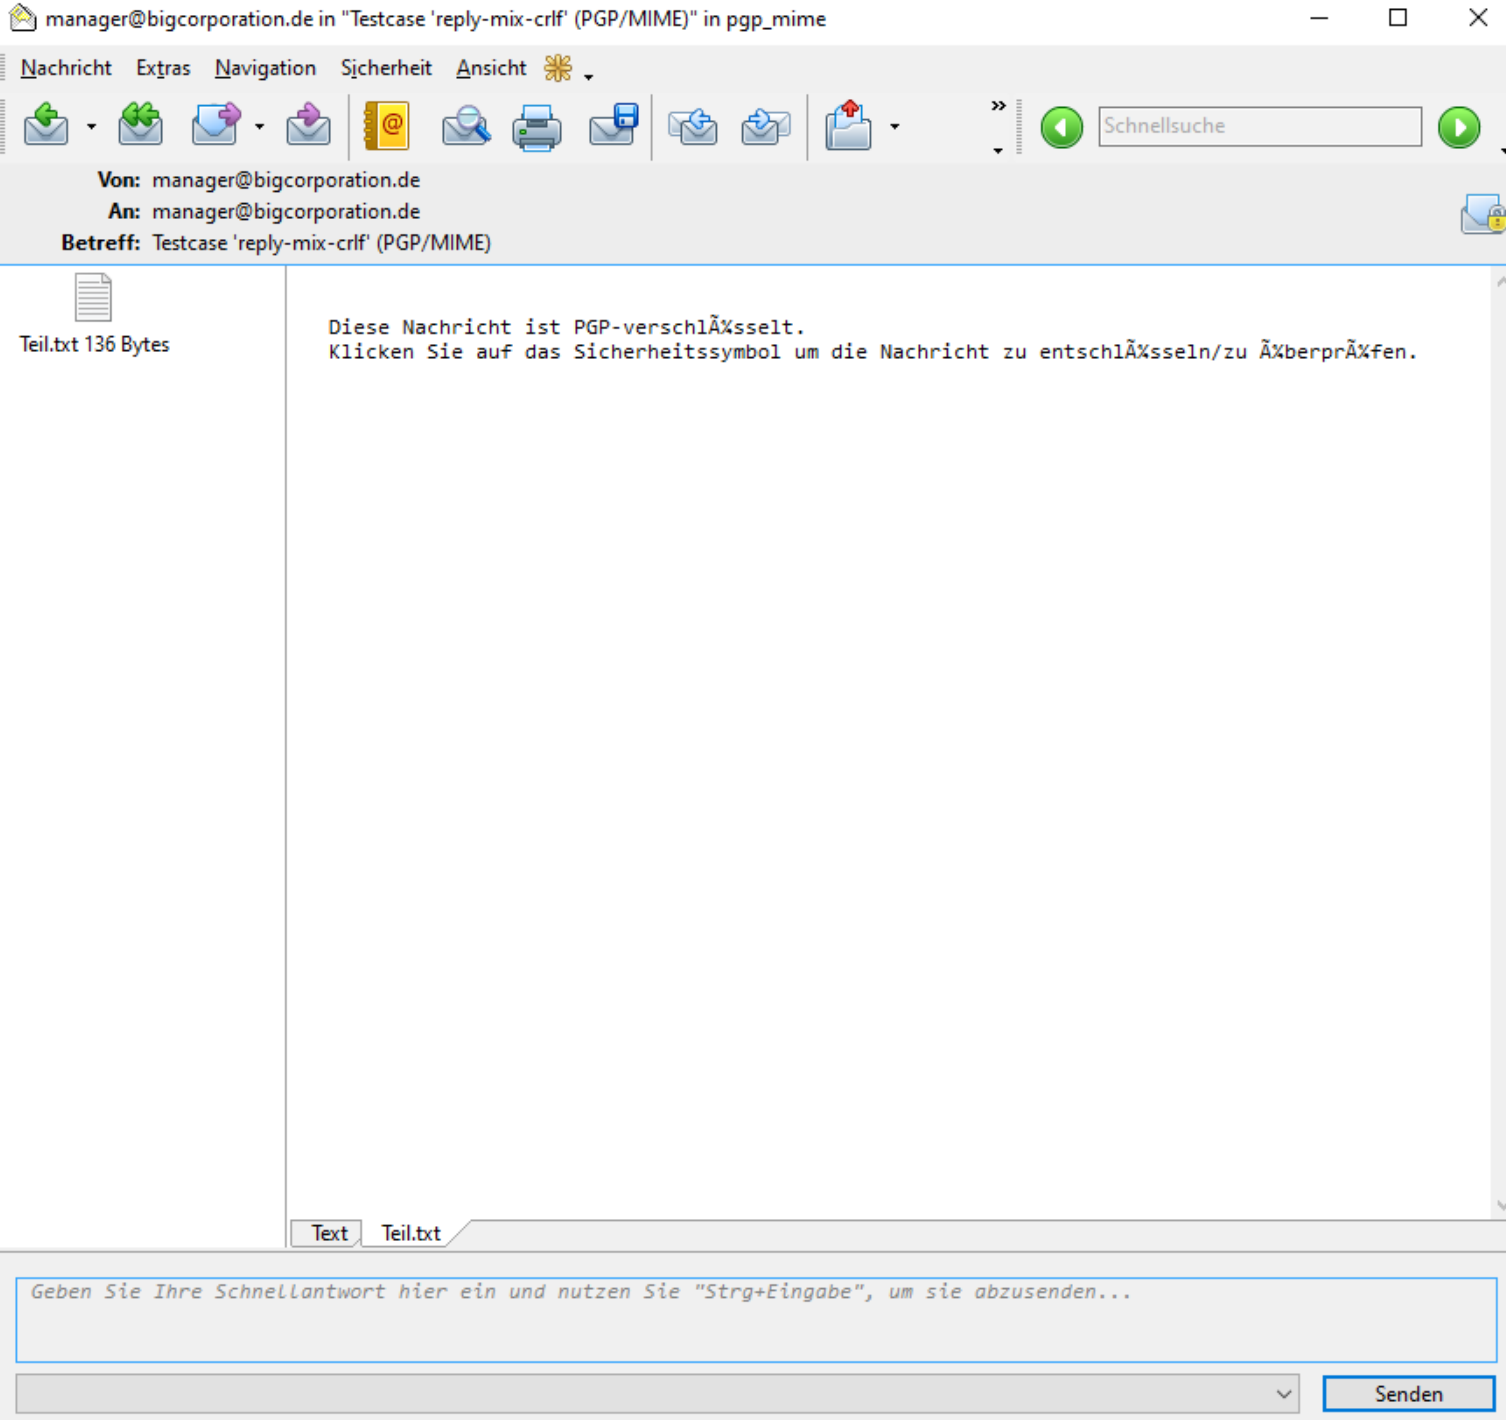 manager@bigcorporation.de in "Testcase 'reply-mix-crlf' (PGP/MIME)" in pgp_mime
Nachricht Extras Navigation Sicherheit Ansicht
Schnellsuche
Von: manager@bigcorporation.de
An: manager@bigcorporation.de
Betreff: Testcase 'reply-mix-crlf' (PGP/MIME)
Teil.txt 136 Bytes
Diese Nachricht ist PGP-verschlÃ¼sselt.
Klicken Sie auf das Sicherheitssymbol um die Nachricht zu entschlÃ¼sseln/zu Ã¼berprÃ¼fen.
Text Teil.txt
Geben Sie Ihre Schnellantwort hier ein und nutzen Sie "Strg+Eingabe", um sie abzusenden...
Senden